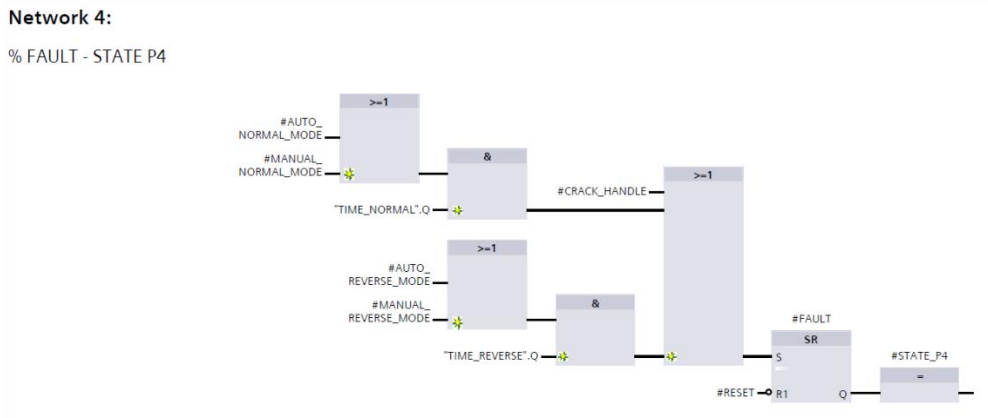 Network 4:
% FAULT - STATE P4
>=1
#AUTO_
NORMAL_MODE
#MANUAL_
NORMAL_MODE
&
>=1
#CRACK_HANDLE
"TIME_NORMAL".Q
>=1
#AUTO_
REVERSE_MODE
#MANUAL_
REVERSE_MODE
&
#FAULT
SR
"TIME_REVERSE".Q
S
#STATE_P4
=
#RESET
R1
Q